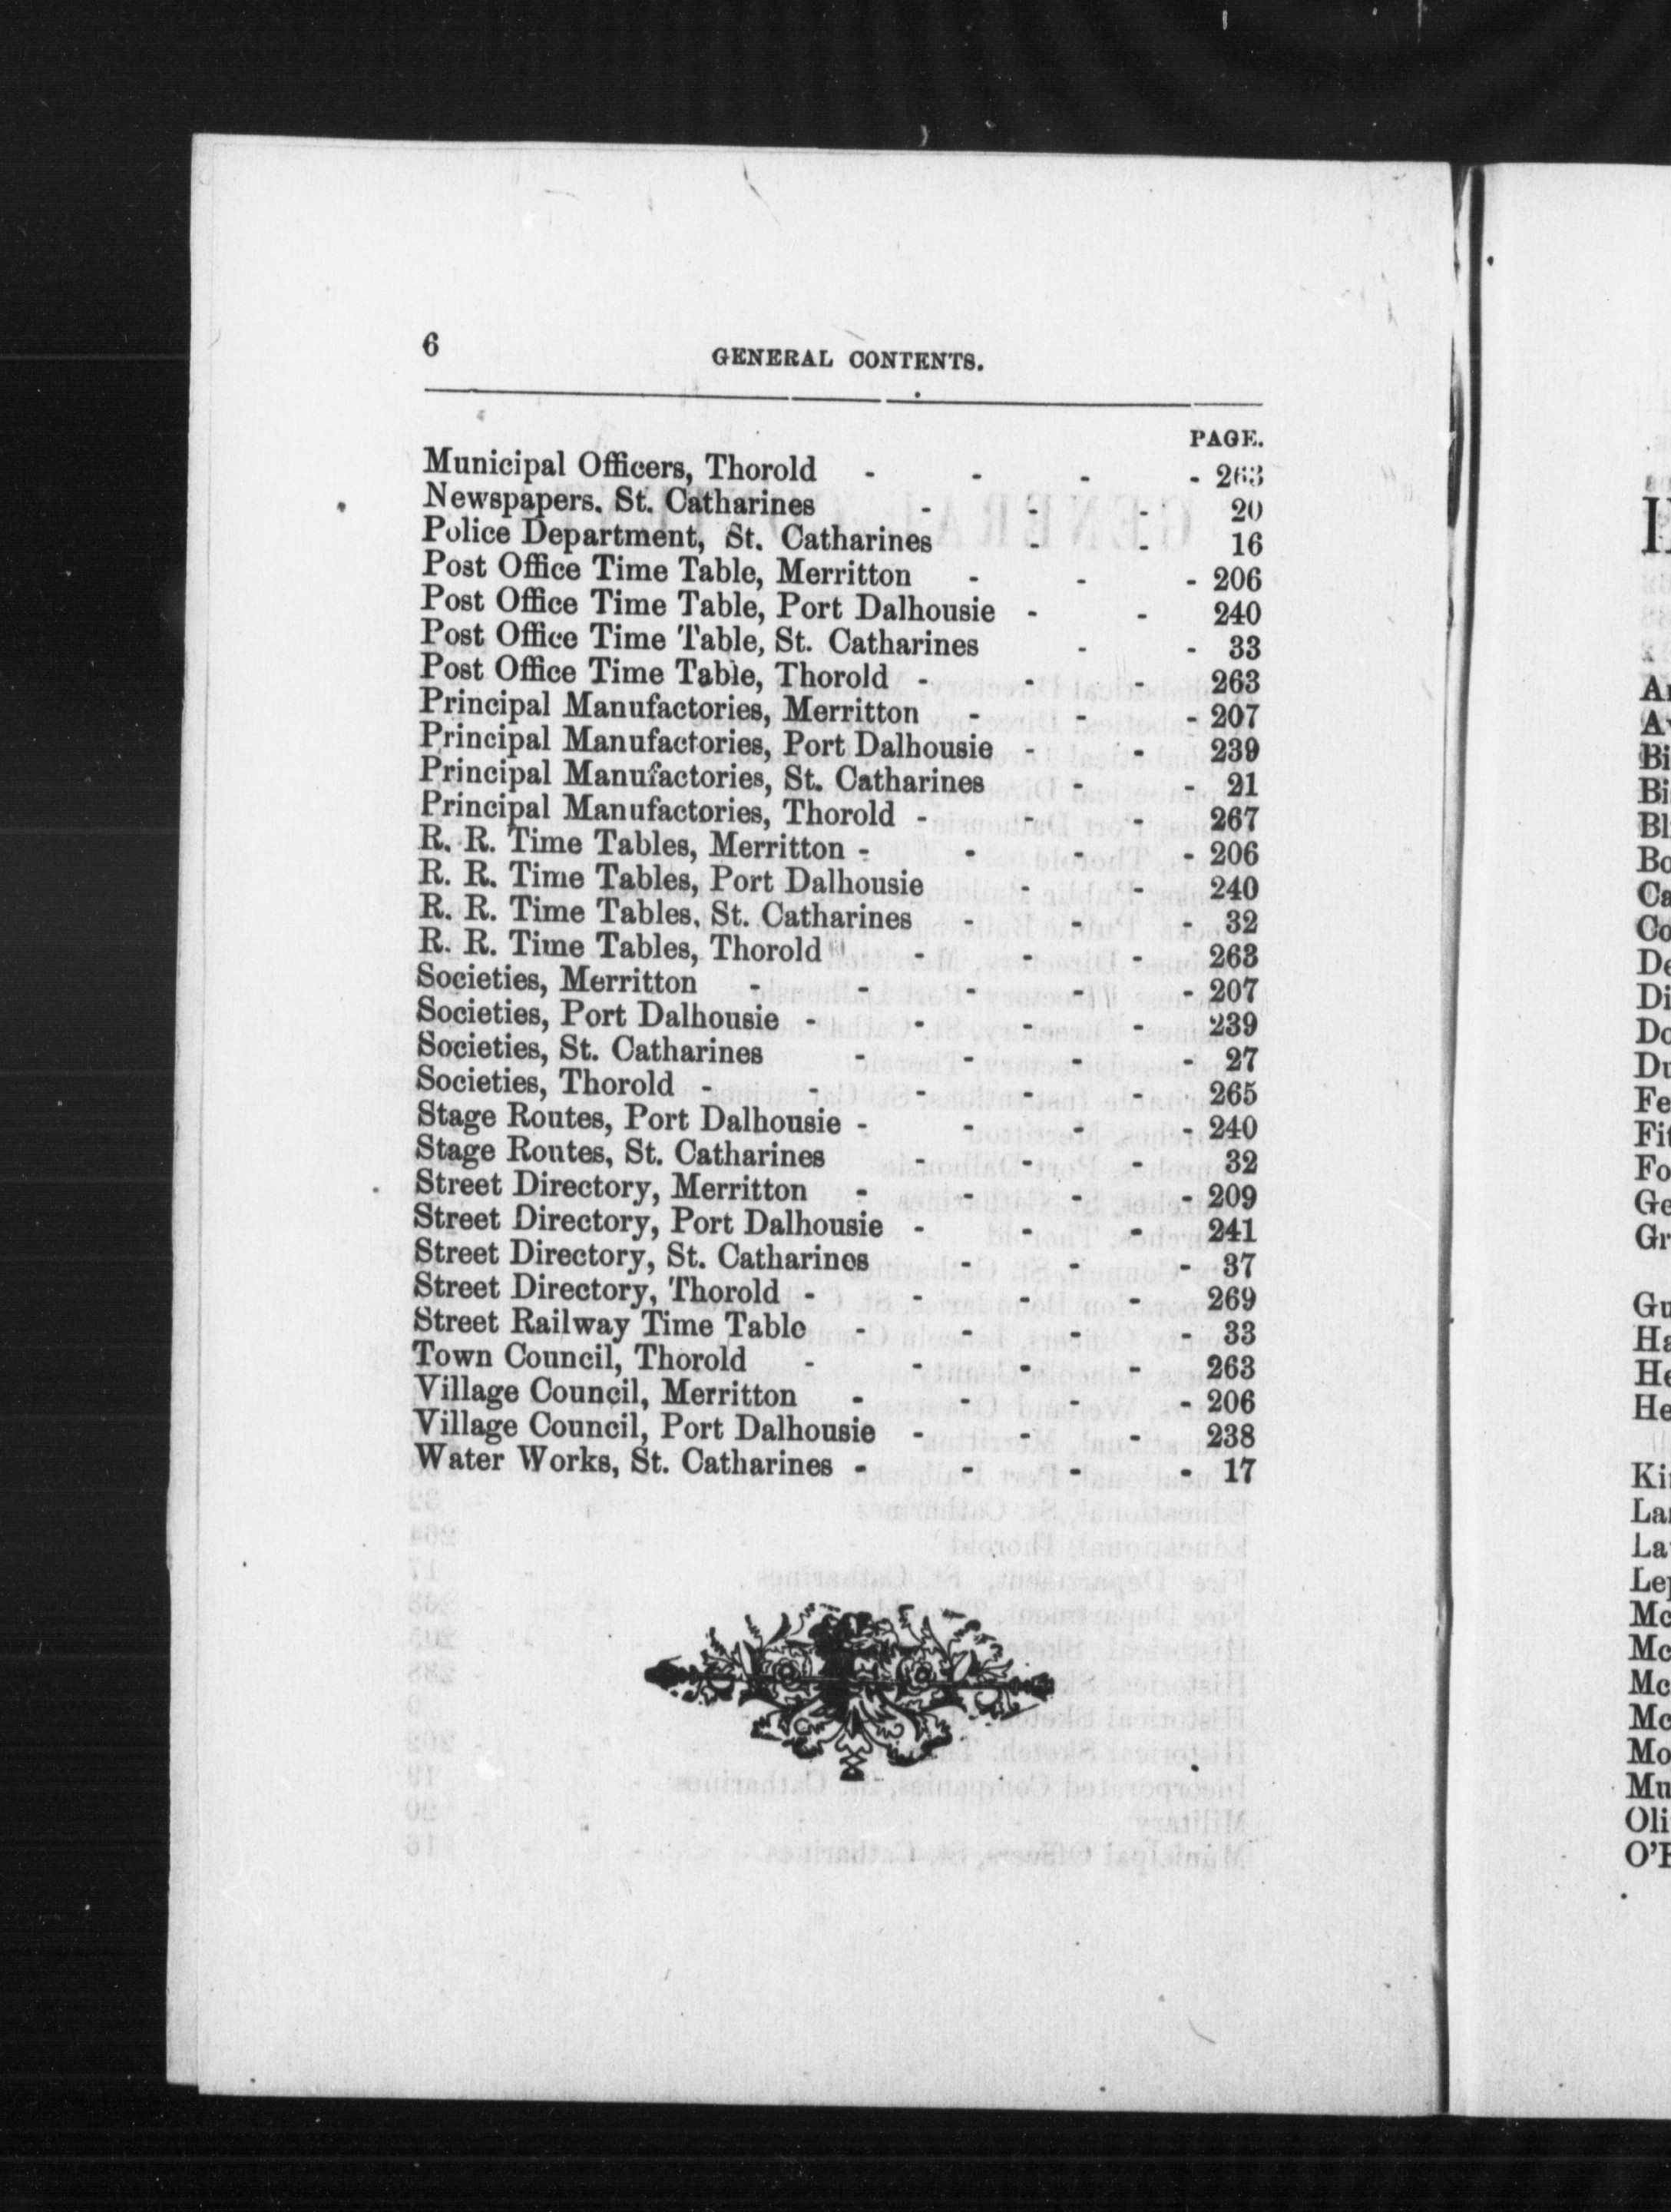 6
GENERAL CONTENTS.
PAGE.
Municipal Officers, Thorold - - - - 263
Newspapers. St. Catharines - - - 20
Police Department, St. Catharines - - 16
Post Office Time Table, Merritton - - - 206
Post Office Time Table, Port Dalhousie - - 240
Post Office Time Table, St. Catharines - - 33
Post Office Time Table, Thorold - - - 263
Principal Manufactories, Merritton - - - 207
Principal Manufactories, Port Dalhousie - - 239
Principal Manufactories, St. Catharines - - 21
Principal Manufactories, Thorold - - - 267
R. R. Time Tables, Merritton - - - - 206
R. R. Time Tables, Port Dalhousie - - 240
R. R. Time Tables, St. Catharines - - - 32
R. R. Time Tables, Thorold - - - 263
Societies, Merritton - - - - - 207
Societies, Port Dalhousie - - - - 239
Societies, St. Catharines - - - - 27
Societies, Thorold - - - - - 265
Stage Routes, Port Dalhousie - - - - 240
Stage Routes, St. Catharines - - - 32
Street Directory, Merritton - - - - 209
Street Directory, Port Dalhousie - - - 241
Street Directory, St. Catharines - - - 37
Street Directory, Thorold - - - - 269
Street Railway Time Table - - - - 33
Town Council, Thorold - - - - 263
Village Council, Merritton - - - - 206
Village Council, Port Dalhousie - - - 238
Water Works, St. Catharines - - - - 17